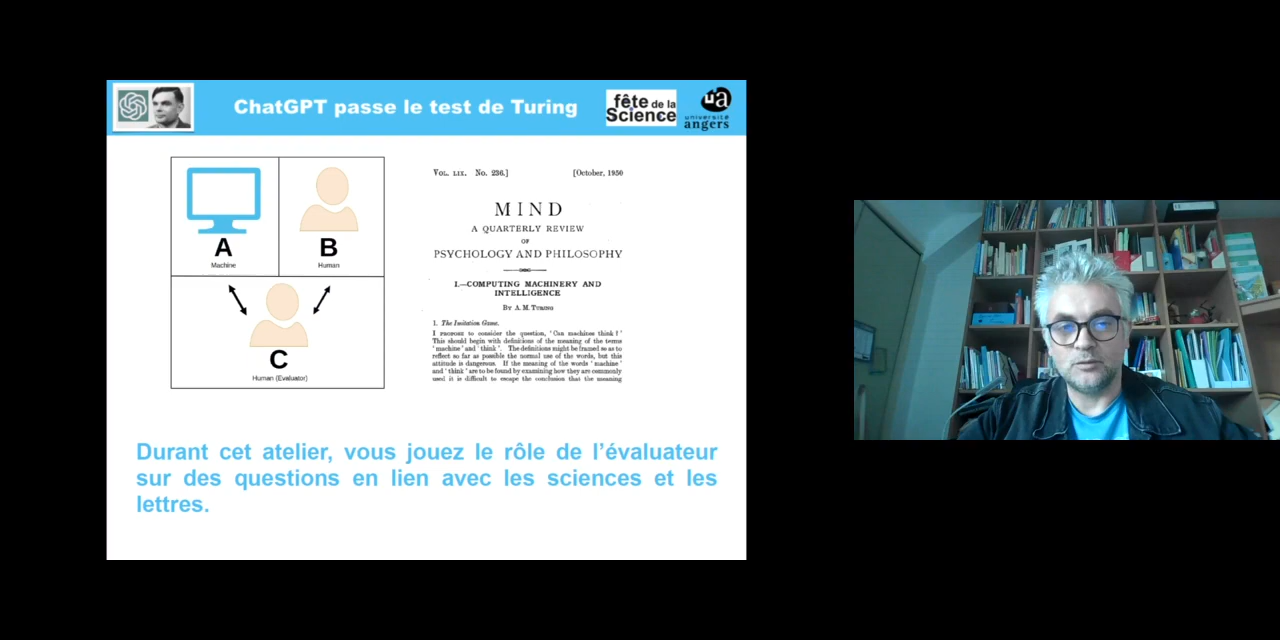 ChatGPT passe le test de Turing
fête de la
Science
ua
université
angers
A
Machine
B
Human
C
Human (Evaluator)
VOL. LIX. No. 236.]
[October, 1950
MIND
A QUARTERLY REVIEW
OF
PSYCHOLOGY AND PHILOSOPHY
I.—COMPUTING MACHINERY AND
INTELLIGENCE
BY A. M. TURING
1. The Imitation Game.
I PROPOSE to consider the question, 'Can machines think?'
This should begin with definitions of the meaning of the terms
'machine' and 'think'. The definitions might be framed so as to
reflect so far as possible the normal use of the words, but this
attitude is dangerous. If the meaning of the words 'machine'
and 'think' are to be found by examining how they are commonly
used it is difficult to escape the conclusion that the meaning
Durant cet atelier, vous jouez le rôle de l'évaluateur
sur des questions en lien avec les sciences et les
lettres.